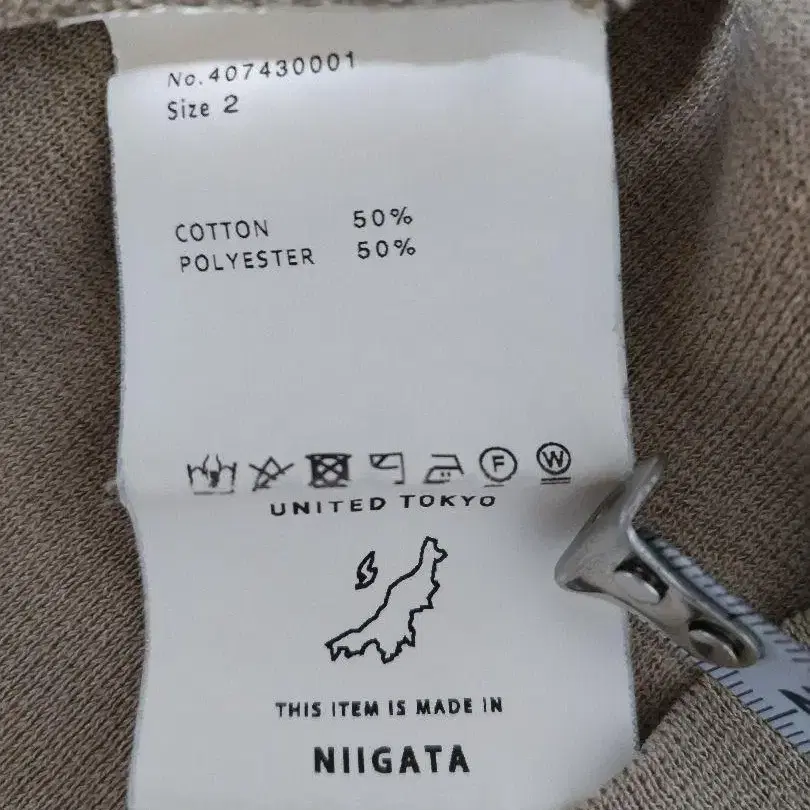 No.407430001
Size 2
COTTON 50%
POLYESTER 50%
F W
UNITED TOKYO
THIS ITEM IS MADE IN
NIIGATA